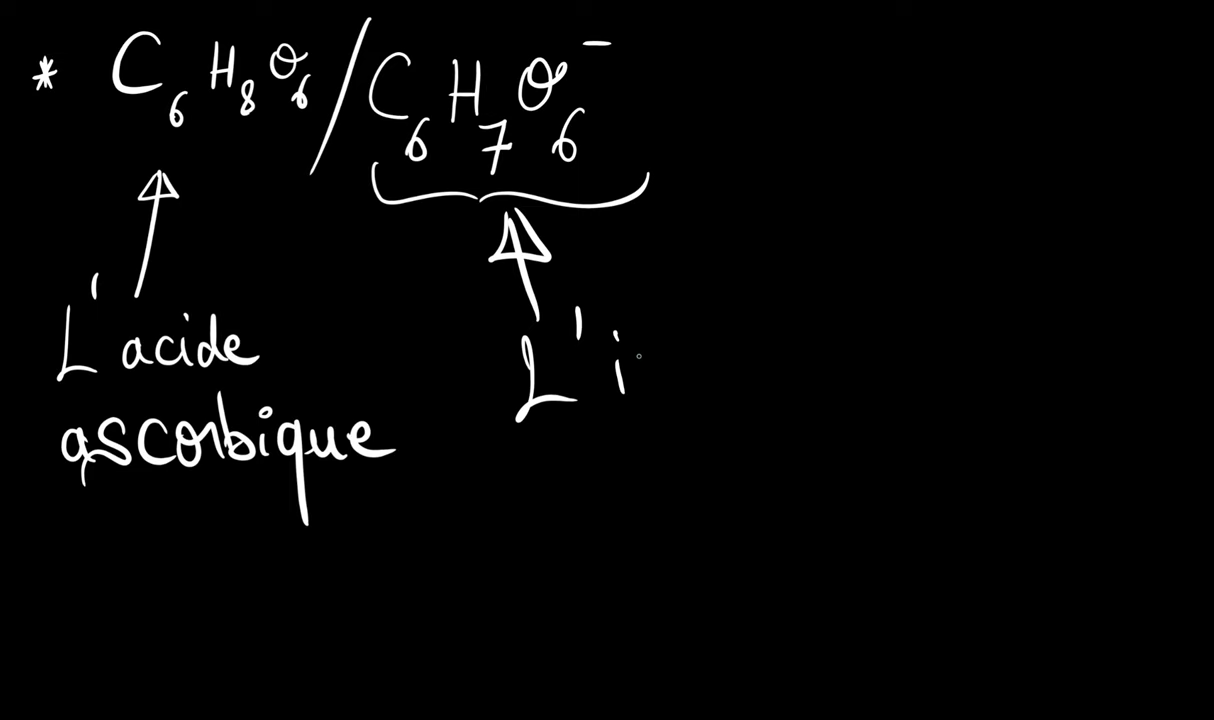 * C₆H₈O₆/C₆H₇O₆⁻
L'acide
ascorbique
L'i